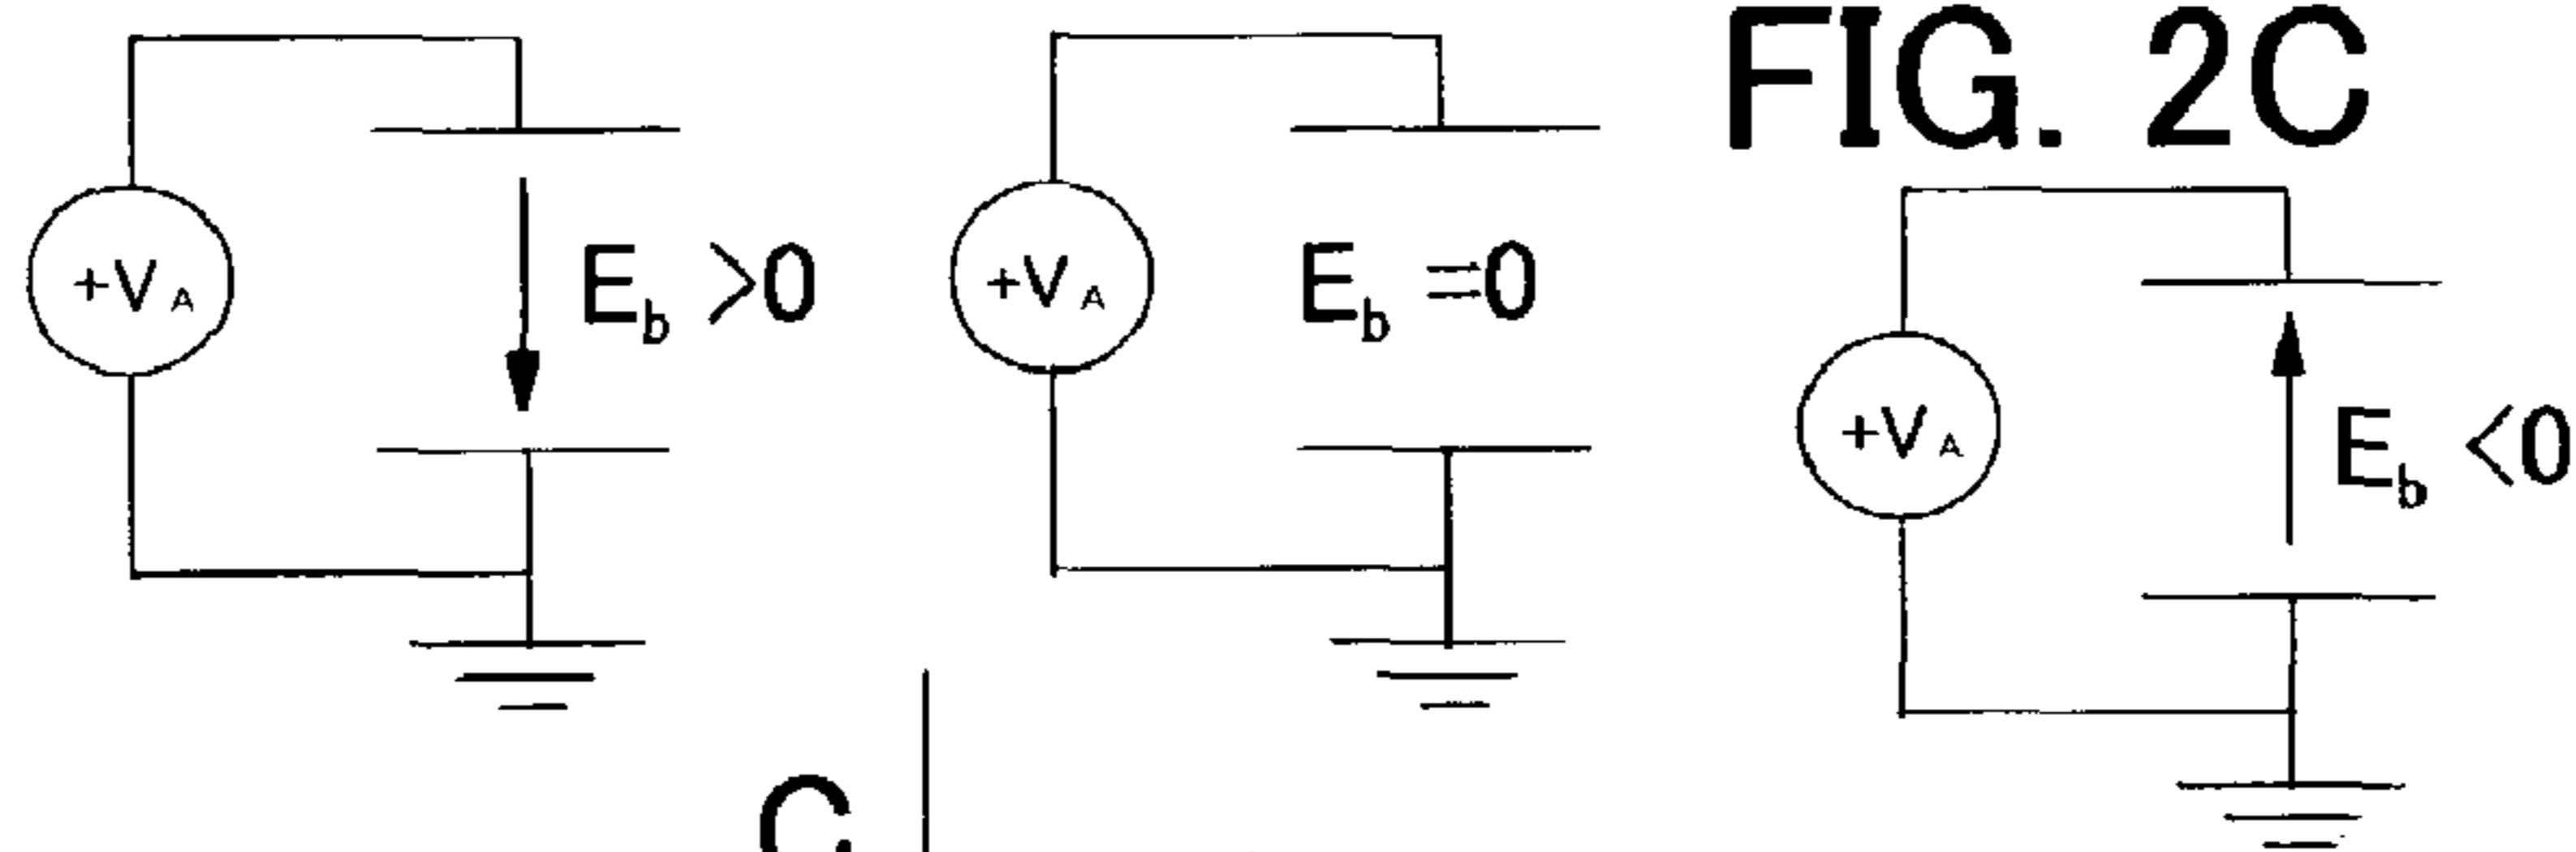 FIG. 2C
+VA
Eb >0
+VA
Eb =0
+VA
Eb <0